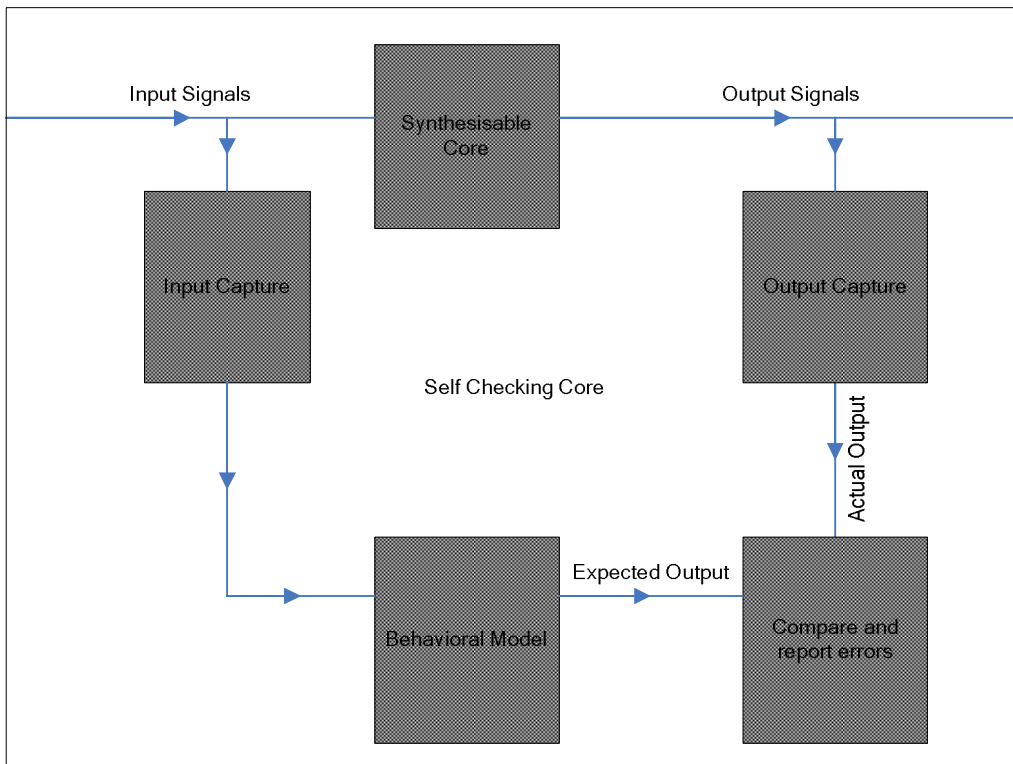 Input Signals
Output Signals
Synthesisable
Core
Input Capture
Output Capture
Self Checking Core
Actual Output
Expected Output
Behavioral Model
Compare and
report errors